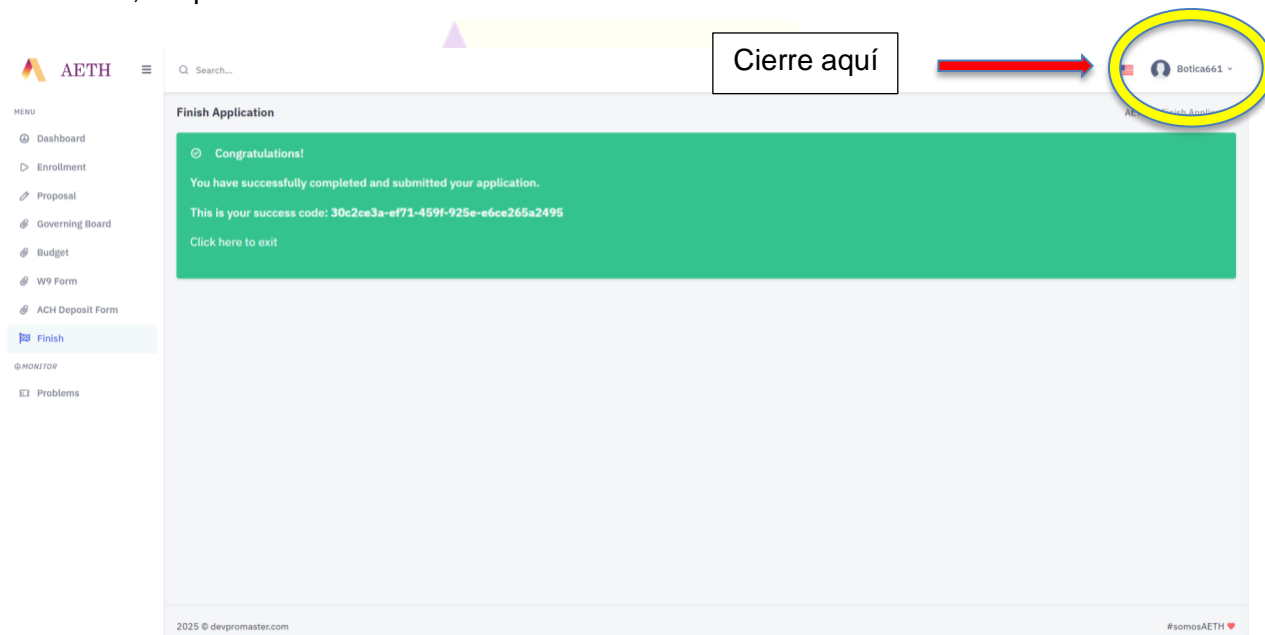 AETH
Search...
Cierre aquí
Botica661
MENU
Finish Application
Dashboard
Congratulations!
Enrollment
You have successfully completed and submitted your application.
Proposal
This is your success code: 30c2ce3a-ef71-459f-925e-e6ce265a2495
Governing Board
Click here to exit
Budget
W9 Form
ACH Deposit Form
Finish
MONITOR
Problems
2025 © devpromaster.com
#somosAETH